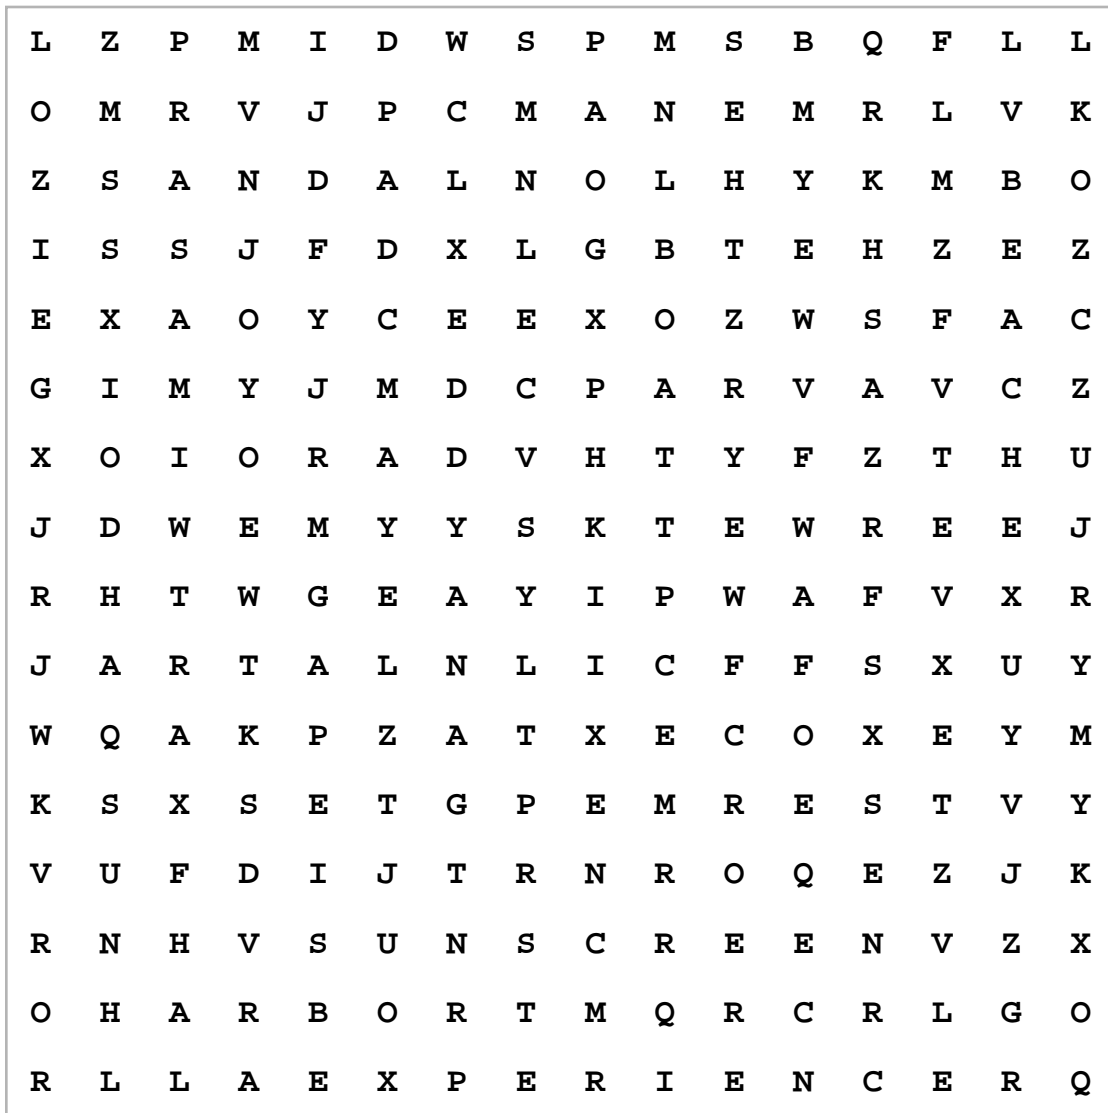 L Z P M I D W S P M S B Q F L L
O M R V J P C M A N E M R L V K
Z S A N D A L N O L H Y K M B O
I S S J F D X L G B T E H Z E Z
E X A O Y C E E X O Z W S F A C
G I M Y J M D C P A R V A V C Z
X O I O R A D V H T Y F Z T H U
J D W E M Y Y S K T E W R E E J
R H T W G E A Y I P W A F V X R
J A R T A L N L I C F F S X U Y
W Q A K P Z A T X E C O X E Y M
K S X S E T G P E M R E S T V Y
V U F D I J T R N R O Q E Z J K
R N H V S U N S C R E E N V Z X
O H A R B O R T M Q R C R L G O
R L L A E X P E R I E N C E R Q